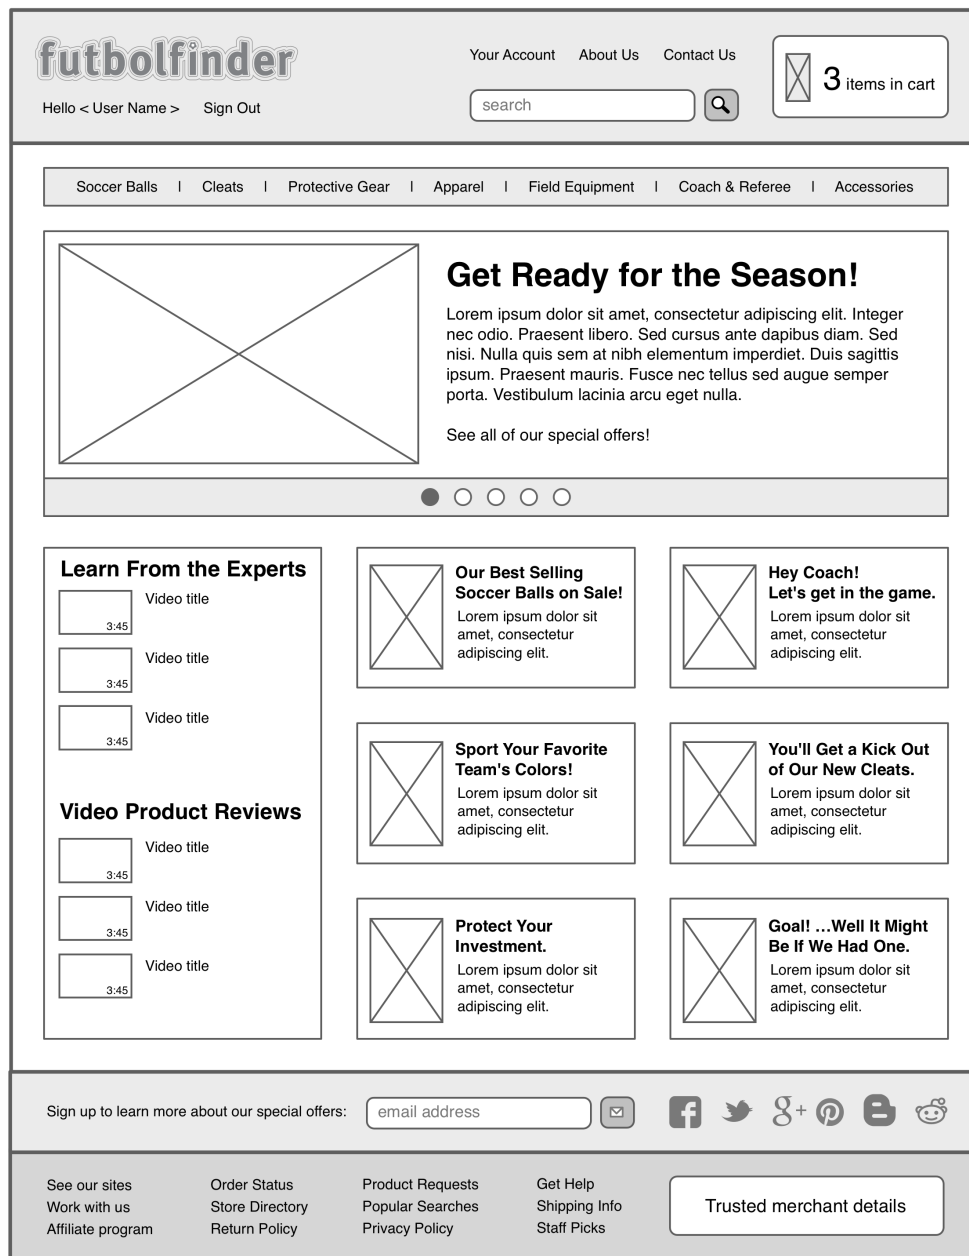 futbolfinder
Your Account About Us Contact Us
3 items in cart
search
Hello < User Name > Sign Out
Soccer Balls | Cleats | Protective Gear | Apparel | Field Equipment | Coach & Referee | Accessories
Get Ready for the Season!
Lorem ipsum dolor sit amet, consectetur adipiscing elit. Integer
nec odio. Praesent libero. Sed cursus ante dapibus diam. Sed
nisi. Nulla quis sem at nibh elementum imperdiet. Duis sagittis
ipsum. Praesent mauris. Fusce nec tellus sed augue semper
porta. Vestibulum lacinia arcu eget nulla.
See all of our special offers!
Learn From the Experts
Video title
3:45
Video title
3:45
Video title
3:45
Video Product Reviews
Video title
3:45
Video title
3:45
Video title
3:45
Our Best Selling
Soccer Balls on Sale!
Lorem ipsum dolor sit
amet, consectetur
adipiscing elit.
Hey Coach!
Let's get in the game.
Lorem ipsum dolor sit
amet, consectetur
adipiscing elit.
Sport Your Favorite
Team's Colors!
Lorem ipsum dolor sit
amet, consectetur
adipiscing elit.
You'll Get a Kick Out
of Our New Cleats.
Lorem ipsum dolor sit
amet, consectetur
adipiscing elit.
Protect Your
Investment.
Lorem ipsum dolor sit
amet, consectetur
adipiscing elit.
Goal! …Well It Might
Be If We Had One.
Lorem ipsum dolor sit
amet, consectetur
adipiscing elit.
Sign up to learn more about our special offers:
email address
See our sites
Work with us
Affiliate program
Order Status
Store Directory
Return Policy
Product Requests
Popular Searches
Privacy Policy
Get Help
Shipping Info
Staff Picks
Trusted merchant details